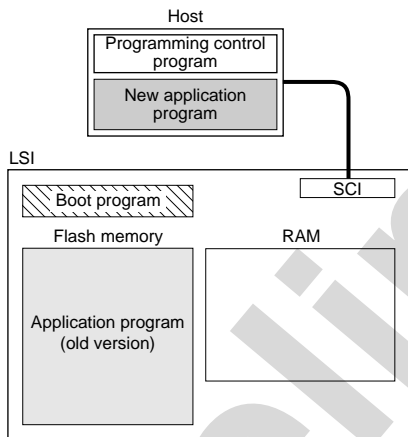 Host
Programming control
program
New application
program
LSI
SCI
Boot program
Flash memory
RAM
Application program
(old version)